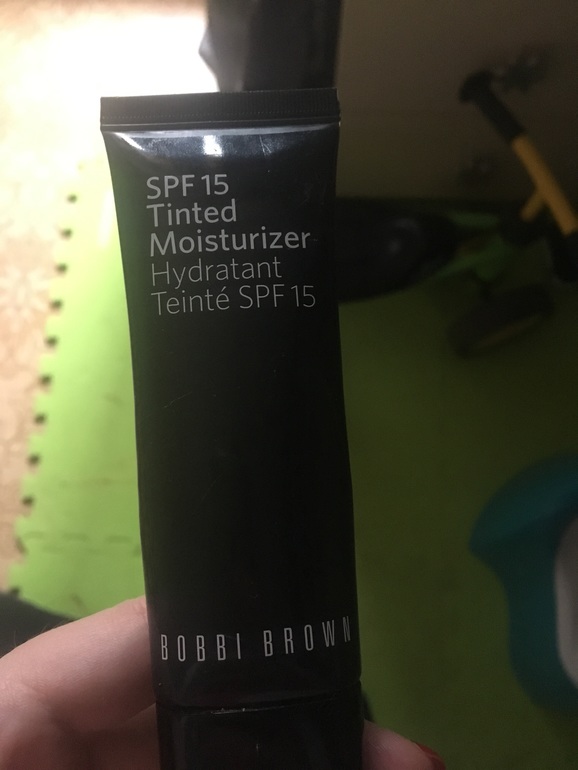 SPF 15
Tinted
Moisturizer
Hydratant
Teinté SPF 15
BOBBI BROWN